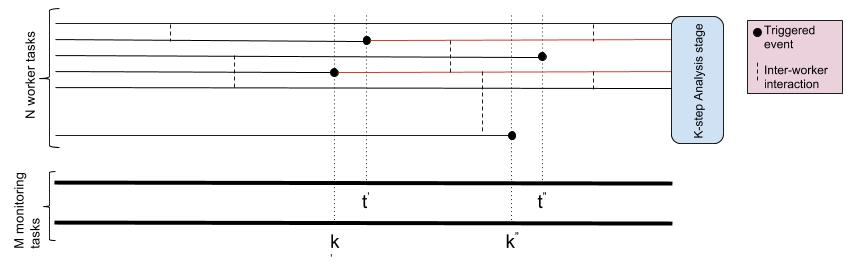 N worker tasks
K-step Analysis stage
Triggered
event
Inter-worker
interaction
M monitoring
tasks
t'
t"
k
'
k"